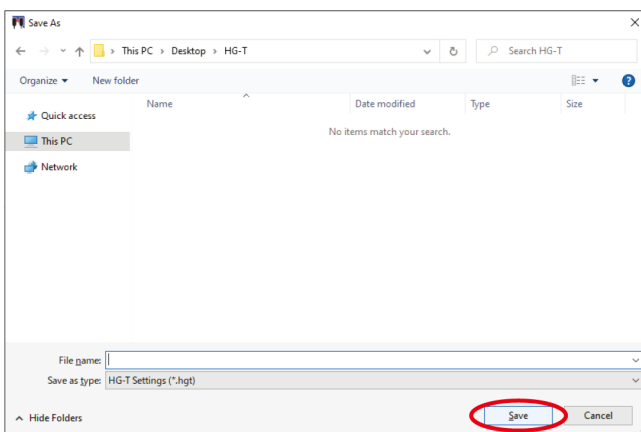 Save As
This PC > Desktop > HG-T
Search HG-T
Organize
New folder
Name
Date modified
Type
Size
Quick access
This PC
Network
No items match your search.
File name:
Save as type: HG-T Settings (*.hgt)
Hide Folders
Save
Cancel